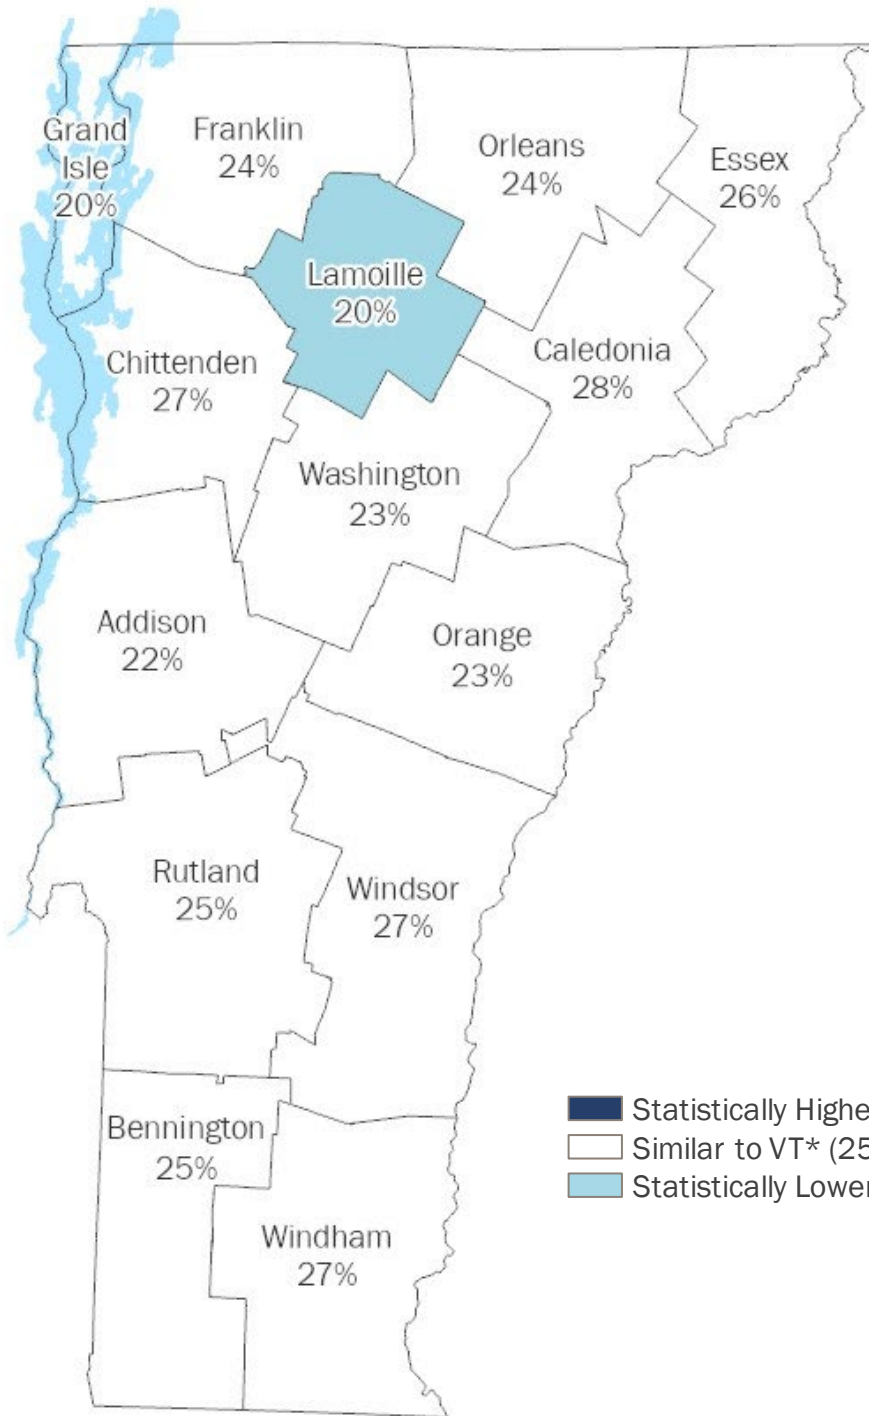 Grand
Isle
20%
Franklin
24%
Orleans
24%
Essex
26%
Lamoille
20%
Chittenden
27%
Caledonia
28%
Washington
23%
Addison
22%
Orange
23%
Rutland
25%
Windsor
27%
Bennington
25%
Windham
27%
Statistically Highe
Similar to VT* (25
Statistically Lower